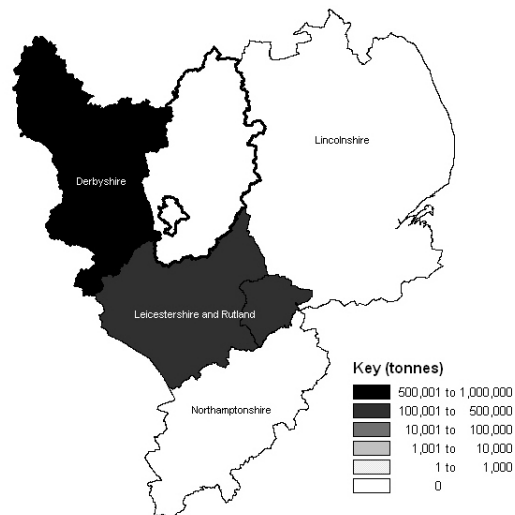 Lincolnshire
Derbyshire
Leicestershire and Rutland
Northamptonshire
Key (tonnes)
500,001 to 1,000,000
100,001 to 500,000
10,001 to 100,000
1,001 to 10,000
1 to 1,000
0